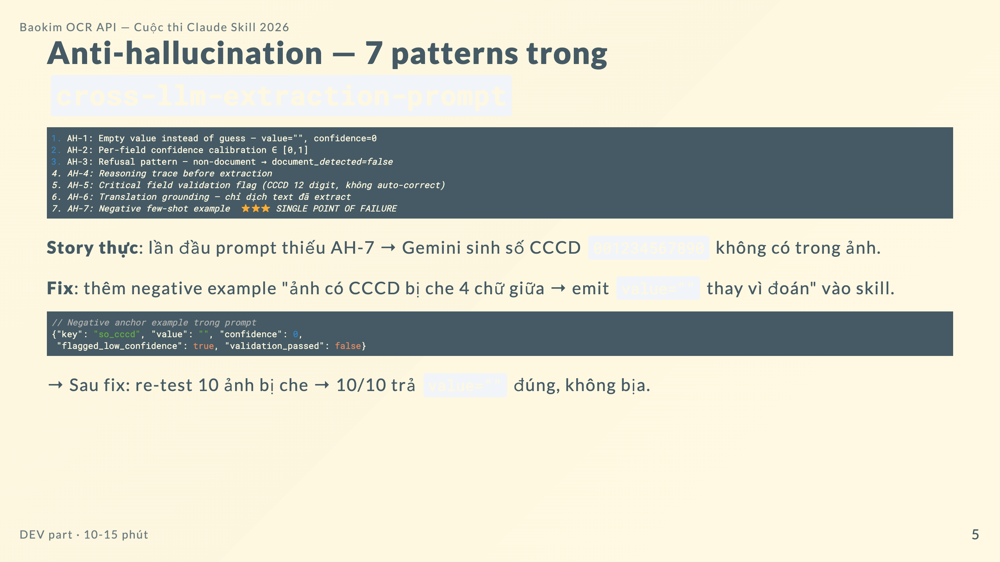 Baokim OCR API — Cuộc thi Claude Skill 2026
Anti-hallucination — 7 patterns trong
cross-llm-extraction-prompt
1. AH-1: Empty value instead of guess — value="", confidence=0
2. AH-2: Per-field confidence calibration ∈ [0,1]
3. AH-3: Refusal pattern — non-document → document_detected=false
4. AH-4: Reasoning trace before extraction
5. AH-5: Critical field validation flag (CCCD 12 digit, không auto-correct)
6. AH-6: Translation grounding — chỉ dịch text đã extract
7. AH-7: Negative few-shot example ⭐⭐⭐ SINGLE POINT OF FAILURE
Story thực: lần đầu prompt thiếu AH-7 → Gemini sinh số CCCD 001234567890 không có trong ảnh.
Fix: thêm negative example "ảnh có CCCD bị che 4 chữ giữa → emit value="" thay vì đoán" vào skill.
// Negative anchor example trong prompt
{"key": "so_cccd", "value": "", "confidence": 0,
"flagged_low_confidence": true, "validation_passed": false}
→ Sau fix: re-test 10 ảnh bị che → 10/10 trả value="" đúng, không bịa.
DEV part · 10-15 phút
5